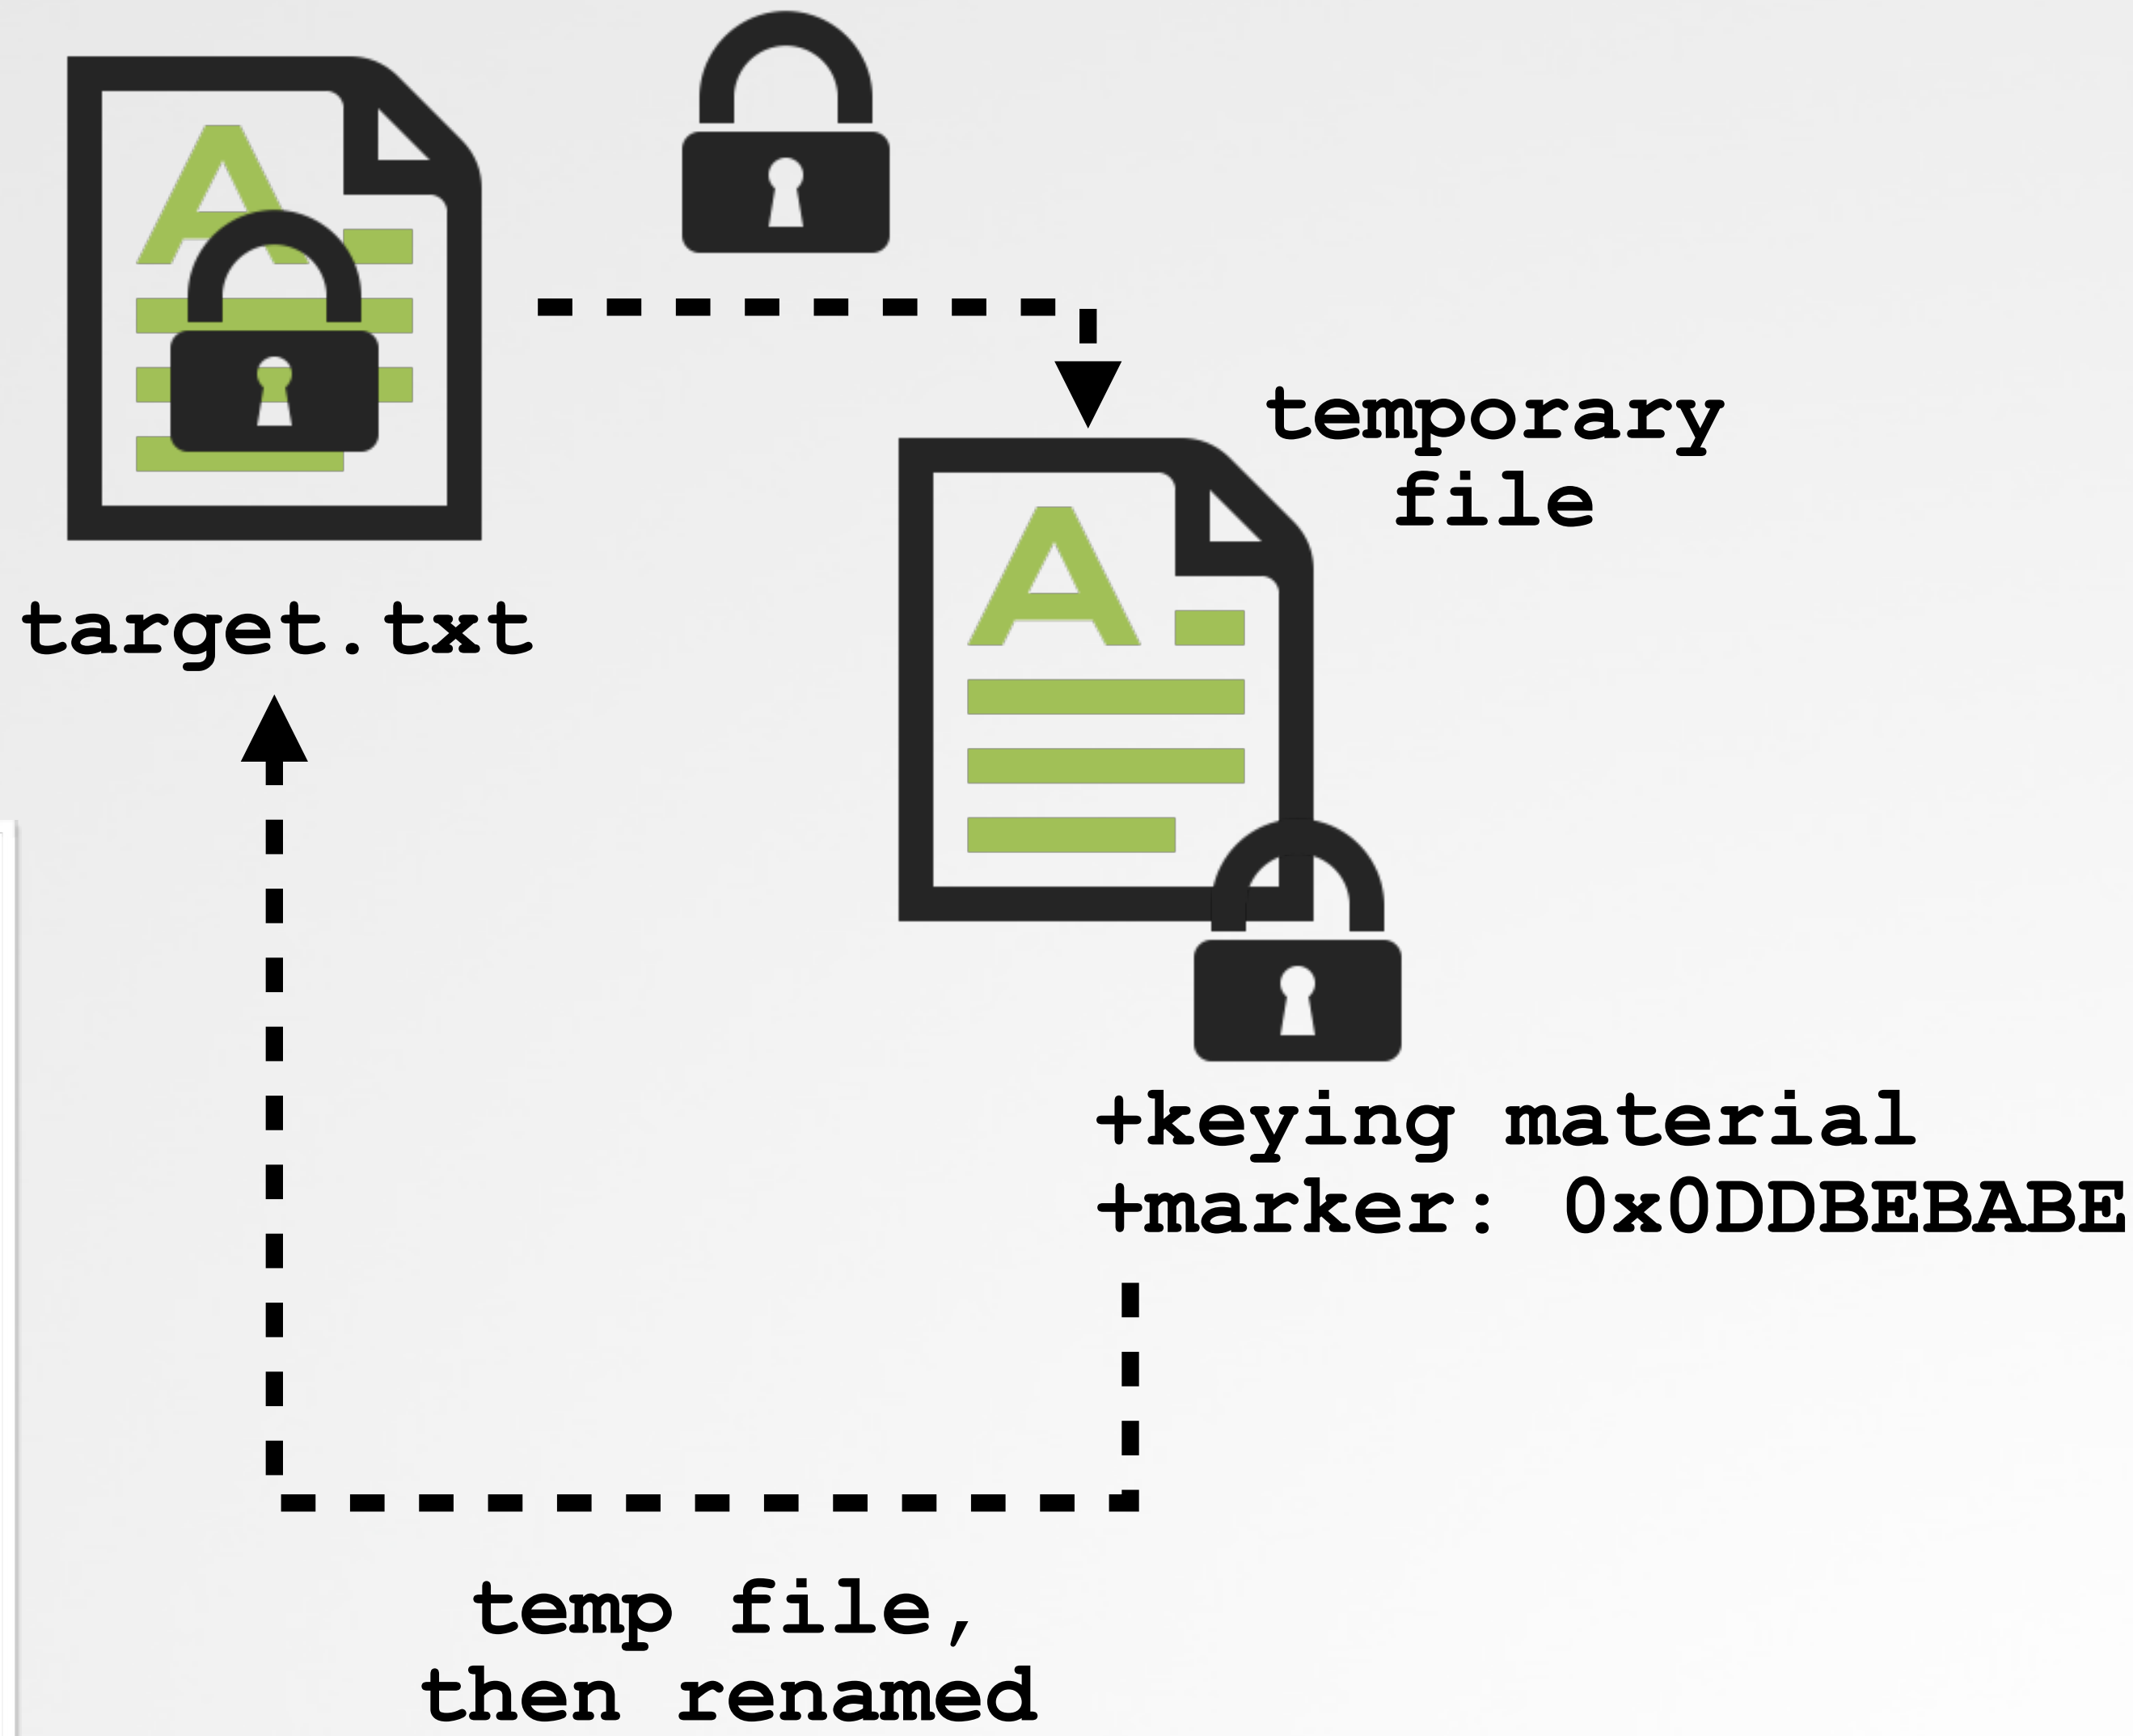 temporary
file
target.txt
+keying material
+marker: 0x0DDBEBABE
temp file,
then renamed